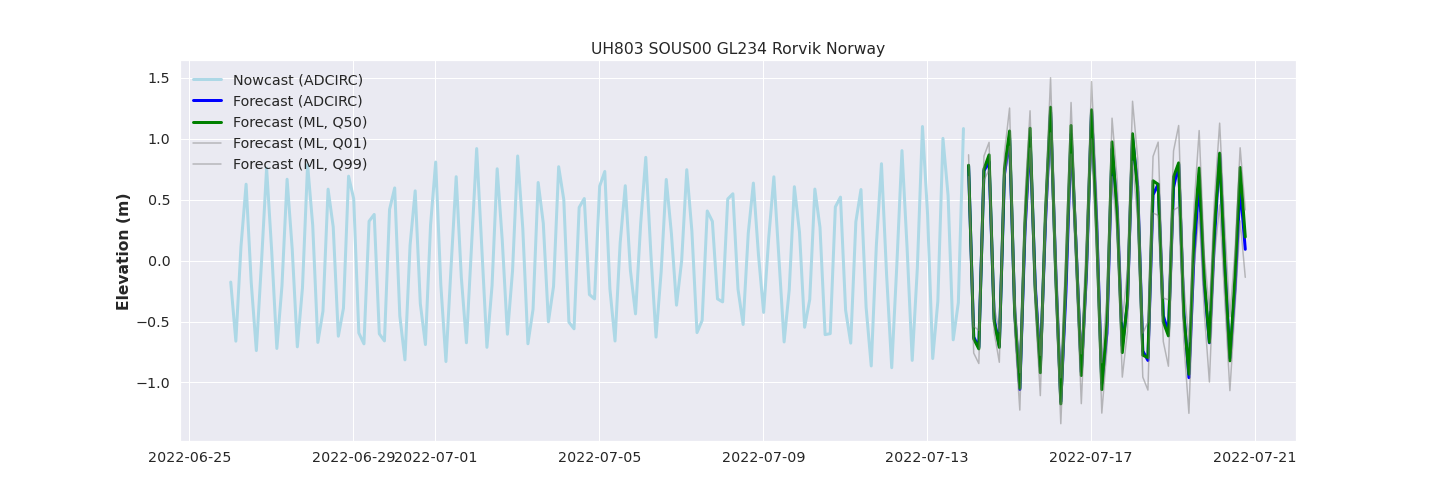 UH803 SOUS00 GL234 Rorvik Norway
Nowcast (ADCIRC)
Forecast (ADCIRC)
Forecast (ML, Q50)
Forecast (ML, Q01)
Forecast (ML, Q99)
Elevation (m)
1.5
1.0
0.5
0.0
−0.5
−1.0
2022-06-25 2022-06-29 2022-07-01 2022-07-05 2022-07-09 2022-07-13 2022-07-17 2022-07-21